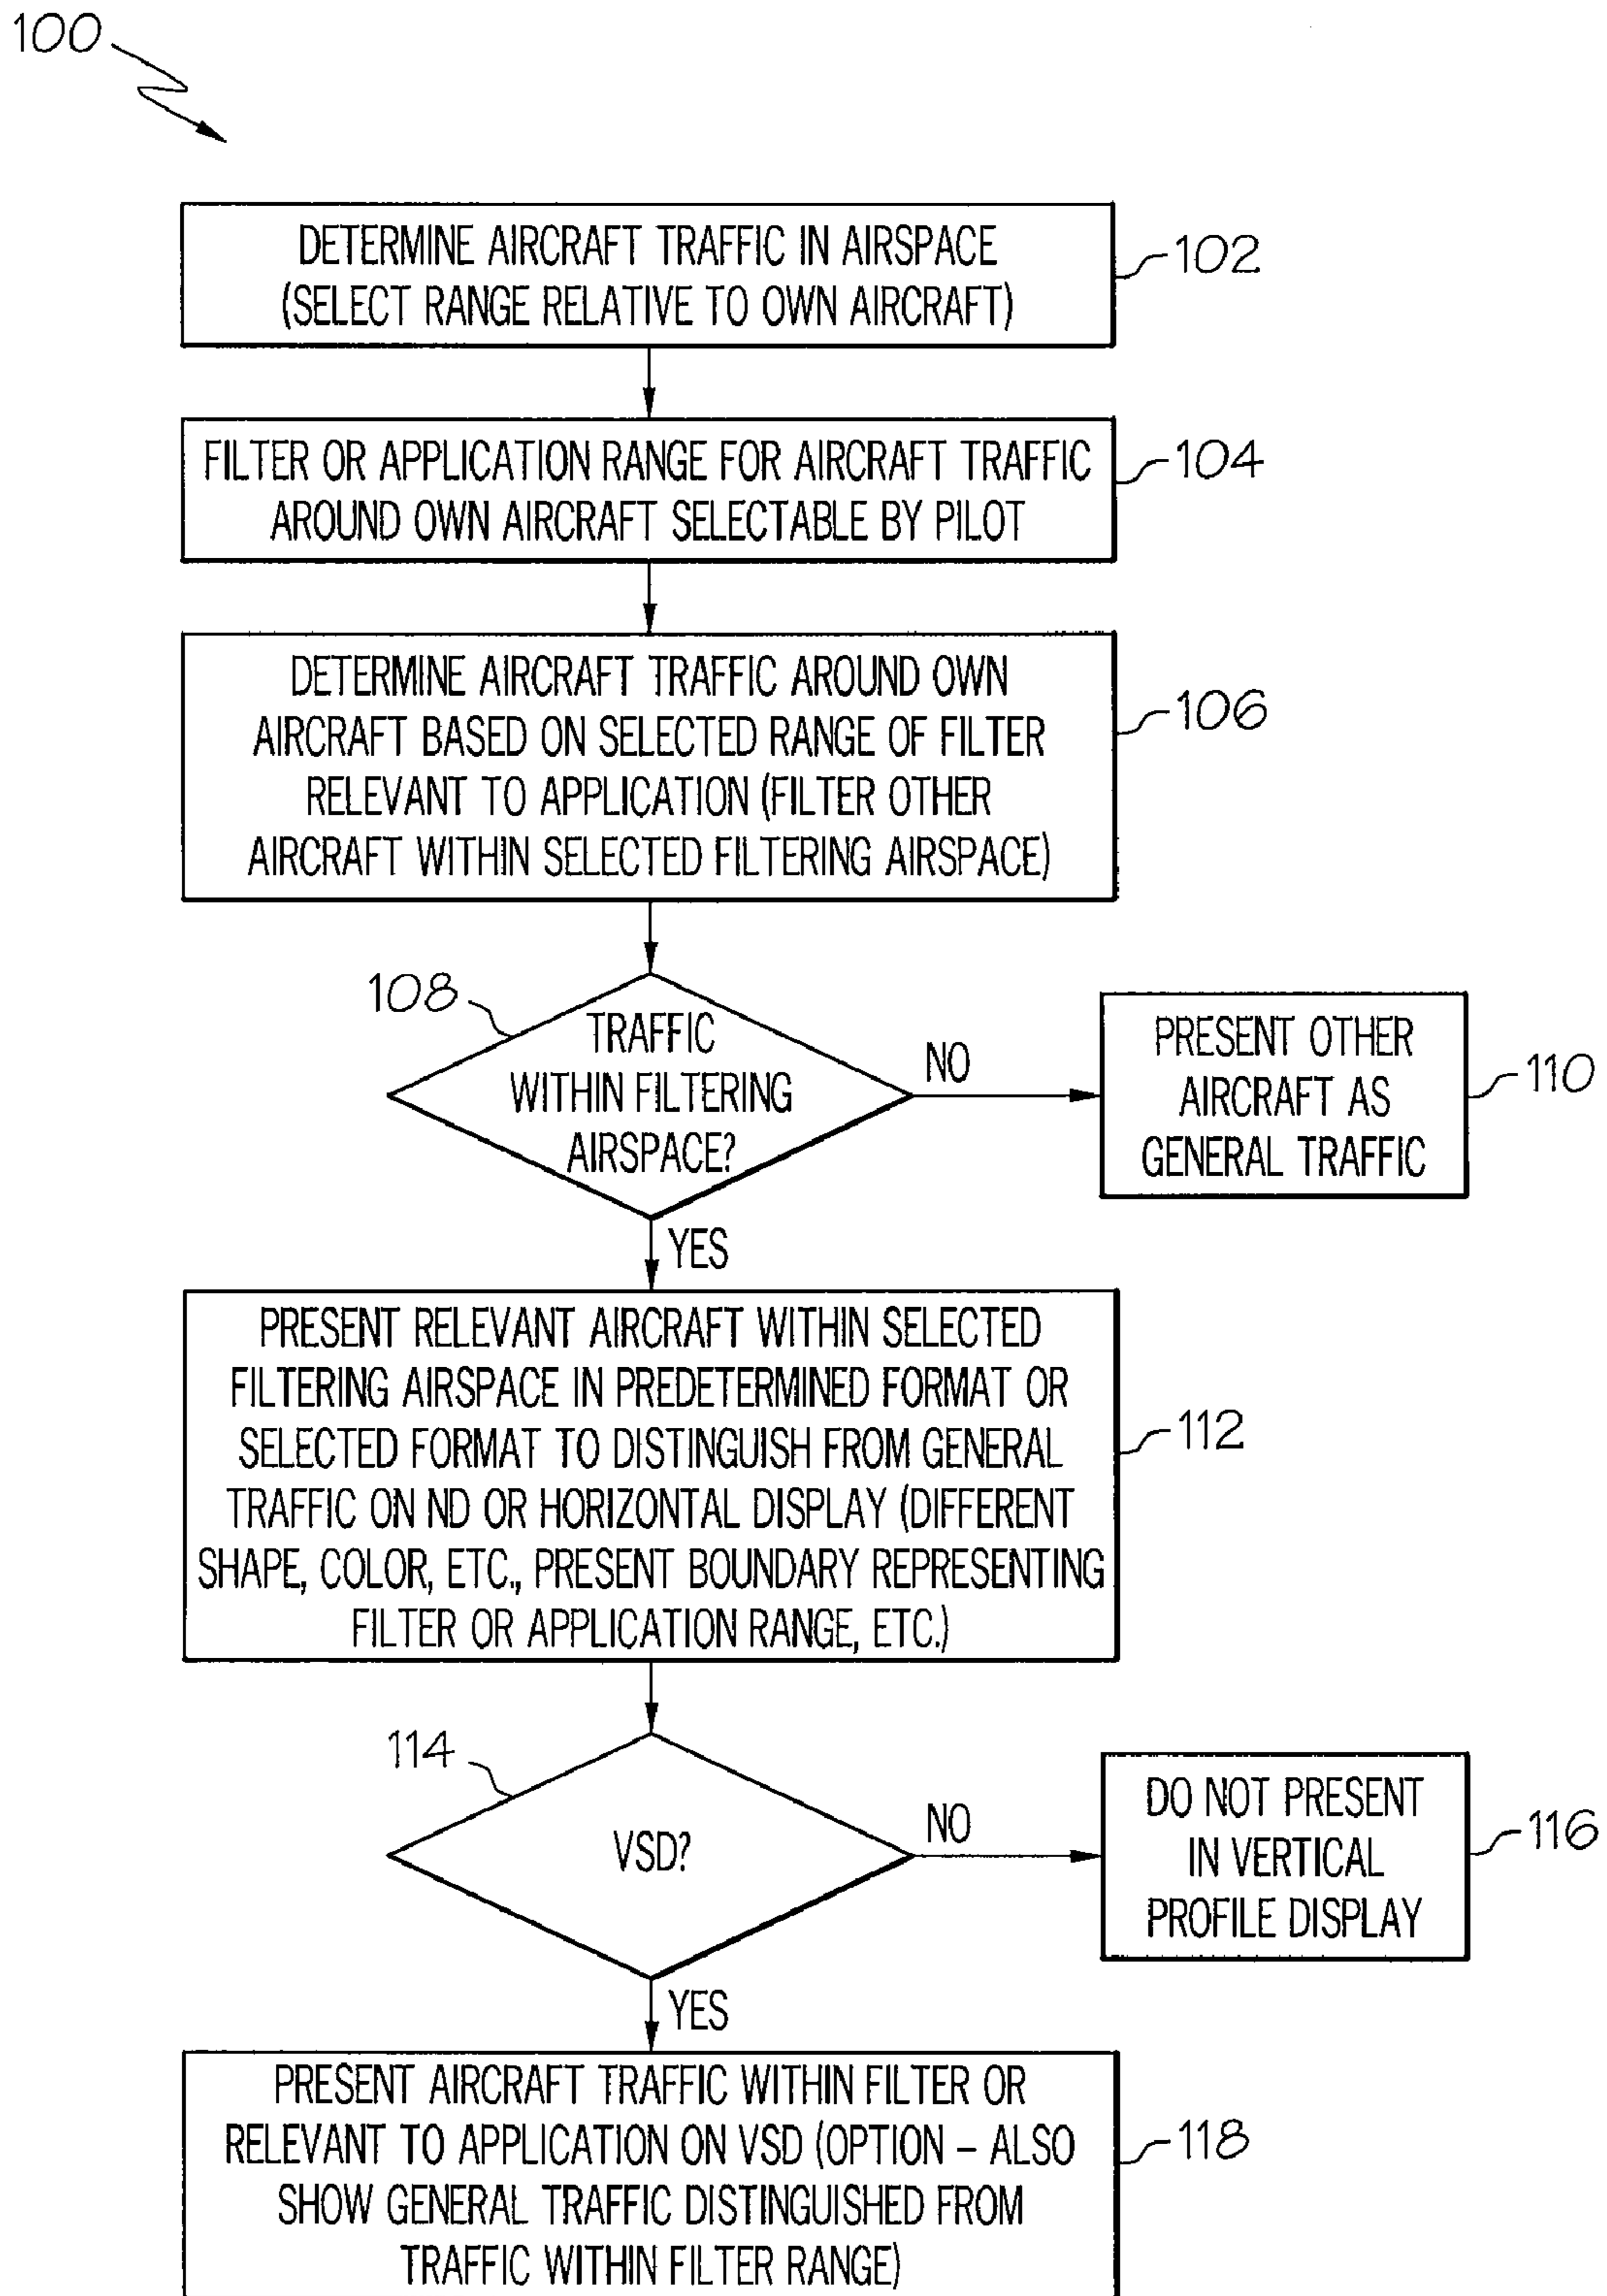 100
DETERMINE AIRCRAFT TRAFFIC IN AIRSPACE
(SELECT RANGE RELATIVE TO OWN AIRCRAFT)
102
FILTER OR APPLICATION RANGE FOR AIRCRAFT TRAFFIC
AROUND OWN AIRCRAFT SELECTABLE BY PILOT
104
DETERMINE AIRCRAFT TRAFFIC AROUND OWN
AIRCRAFT BASED ON SELECTED RANGE OF FILTER
RELEVANT TO APPLICATION (FILTER OTHER
AIRCRAFT WITHIN SELECTED FILTERING AIRSPACE)
106
108
TRAFFIC
WITHIN FILTERING
AIRSPACE?
NO
PRESENT OTHER
AIRCRAFT AS
GENERAL TRAFFIC
110
YES
PRESENT RELEVANT AIRCRAFT WITHIN SELECTED
FILTERING AIRSPACE IN PREDETERMINED FORMAT OR
SELECTED FORMAT TO DISTINGUISH FROM GENERAL
TRAFFIC ON ND OR HORIZONTAL DISPLAY (DIFFERENT
SHAPE, COLOR, ETC., PRESENT BOUNDARY REPRESENTING
FILTER OR APPLICATION RANGE, ETC.)
112
114
VSD?
NO
DO NOT PRESENT
IN VERTICAL
PROFILE DISPLAY
116
YES
PRESENT AIRCRAFT TRAFFIC WITHIN FILTER OR
RELEVANT TO APPLICATION ON VSD (OPTION – ALSO
SHOW GENERAL TRAFFIC DISTINGUISHED FROM
TRAFFIC WITHIN FILTER RANGE)
118